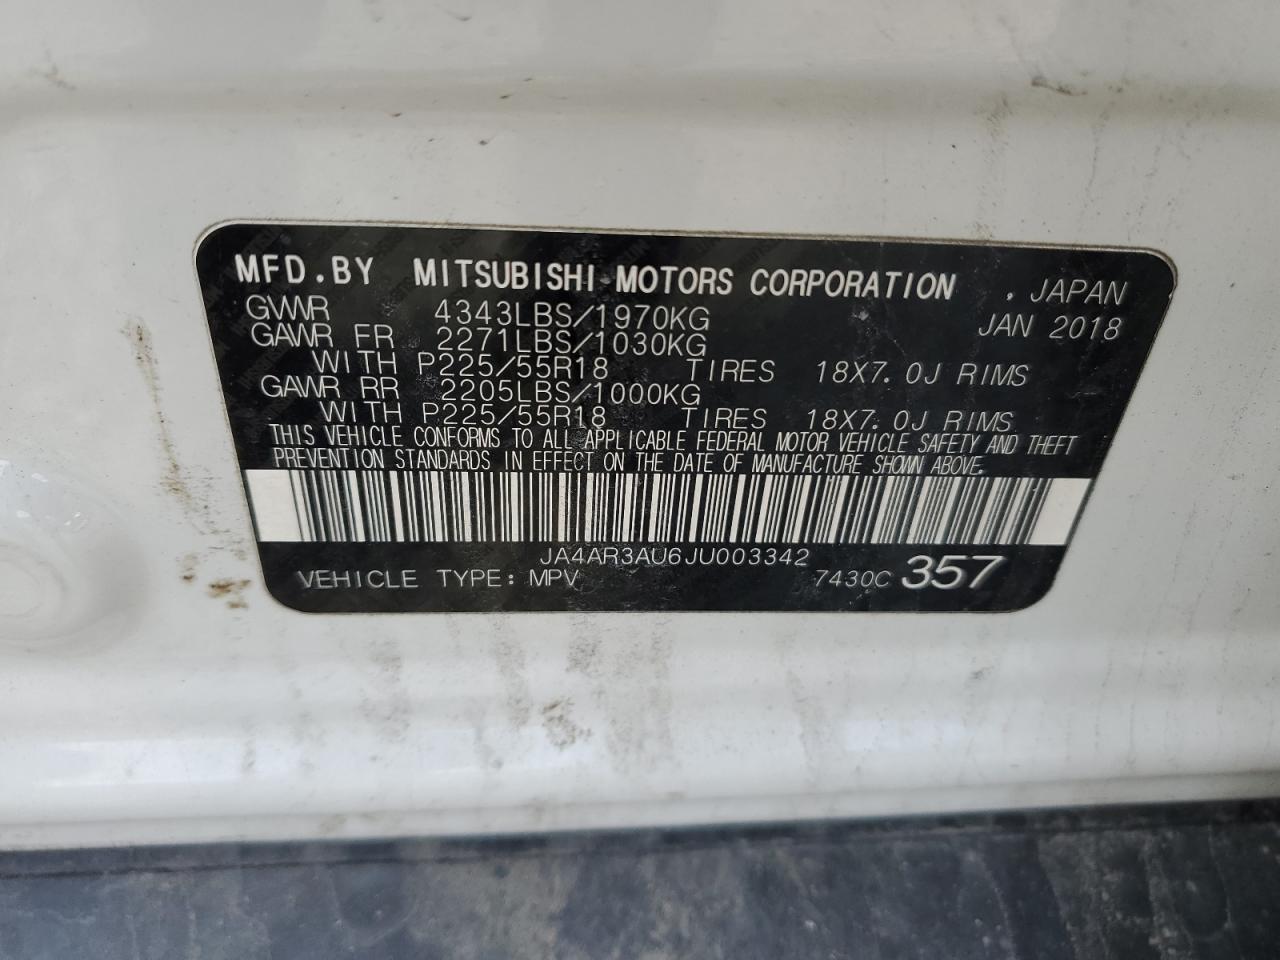 MFD.BY MITSUBISHI MOTORS CORPORATION , JAPAN
GVWR 4343LBS/1970KG JAN 2018
GAWR FR 2271LBS/1030KG
WITH P225/55R18 TIRES 18X7.0J RIMS
GAWR RR 2205LBS/1000KG
WITH P225/55R18 TIRES 18X7.0J RIMS
THIS VEHICLE CONFORMS TO ALL APPLICABLE FEDERAL MOTOR VEHICLE SAFETY AND THEFT
PREVENTION STANDARDS IN EFFECT ON THE DATE OF MANUFACTURE SHOWN ABOVE.
JA4AR3AU6JU003342
VEHICLE TYPE: MPV 7430C 357